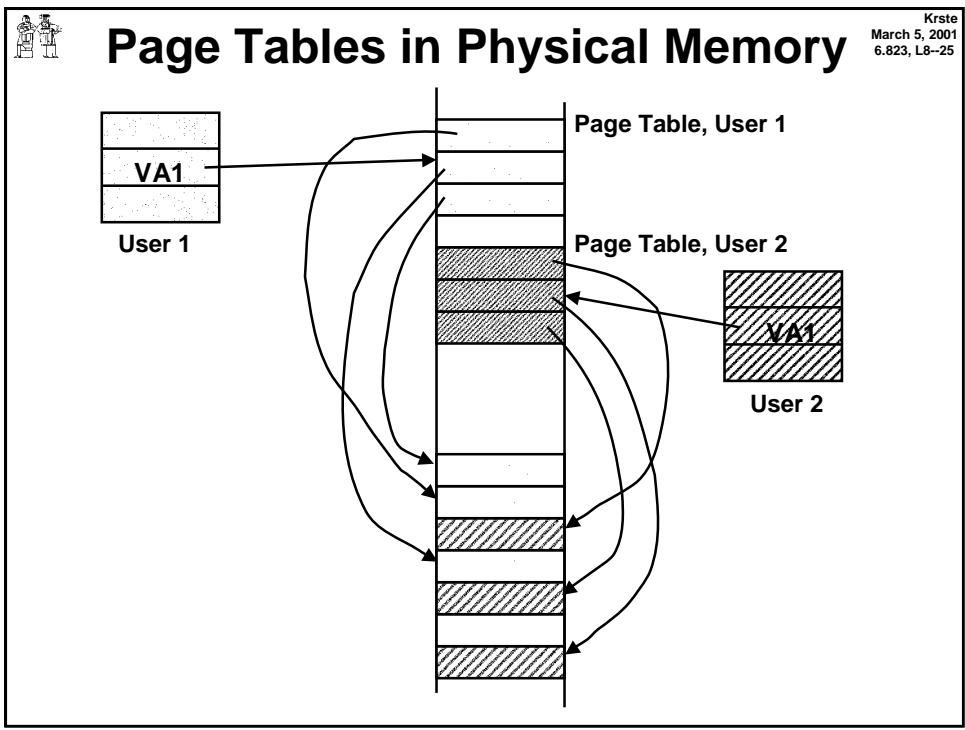 Page Tables in Physical Memory
Krste
March 5, 2001
6.823, L8--25
Page Table, User 1
VA1
User 1
Page Table, User 2
VA1
User 2